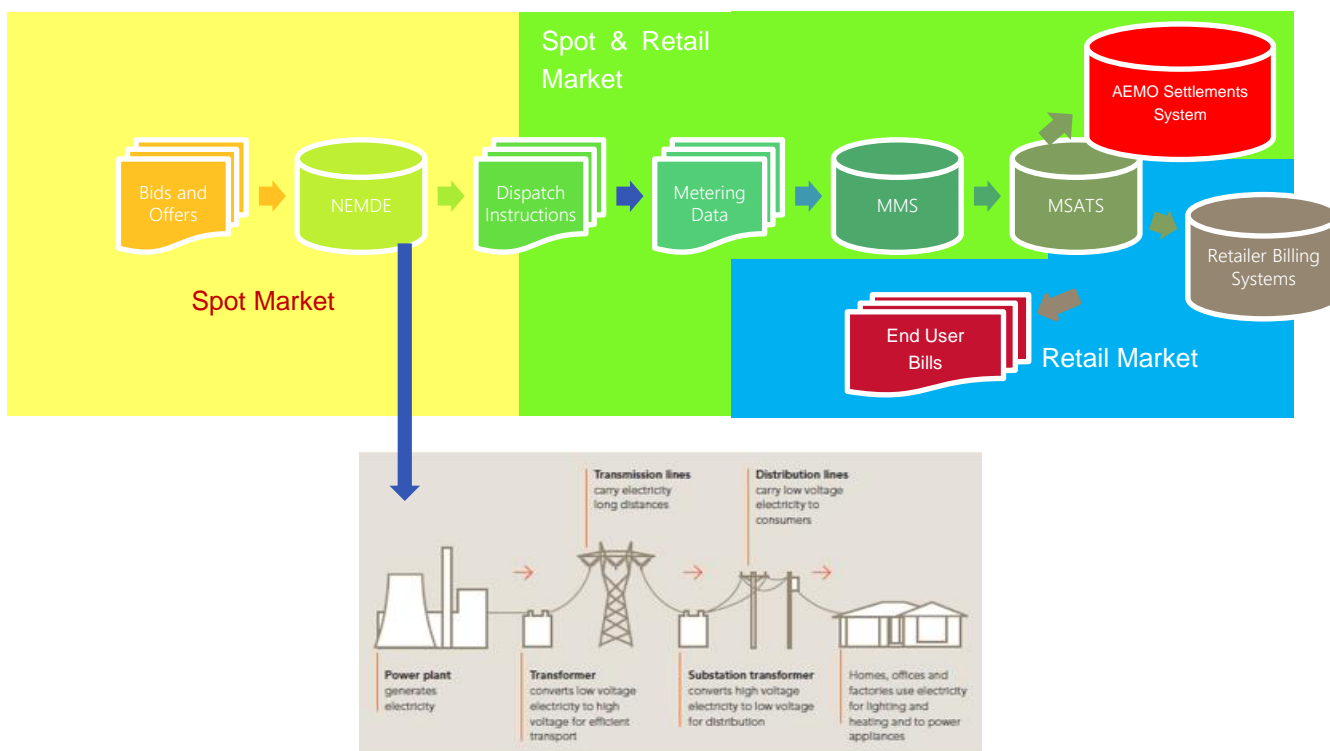 Spot & Retail
Market
AEMO Settlements
System
Bids and
Offers
NEMDE
Dispatch
Instructions
Metering
Data
MMS
MSATS
Retailer Billing
Systems
Spot Market
End User
Bills
Retail Market
Transmission lines
carry electricity
long distances
Distribution lines
carry low voltage
electricity to
consumers
Power plant
generates
electricity
Transformer
converts low voltage
electricity to high
voltage for efficient
transport
Substation transformer
converts high voltage
electricity to low voltage
for distribution
Homes, offices and
factories use electricity
for lighting and
heating and to power
appliances